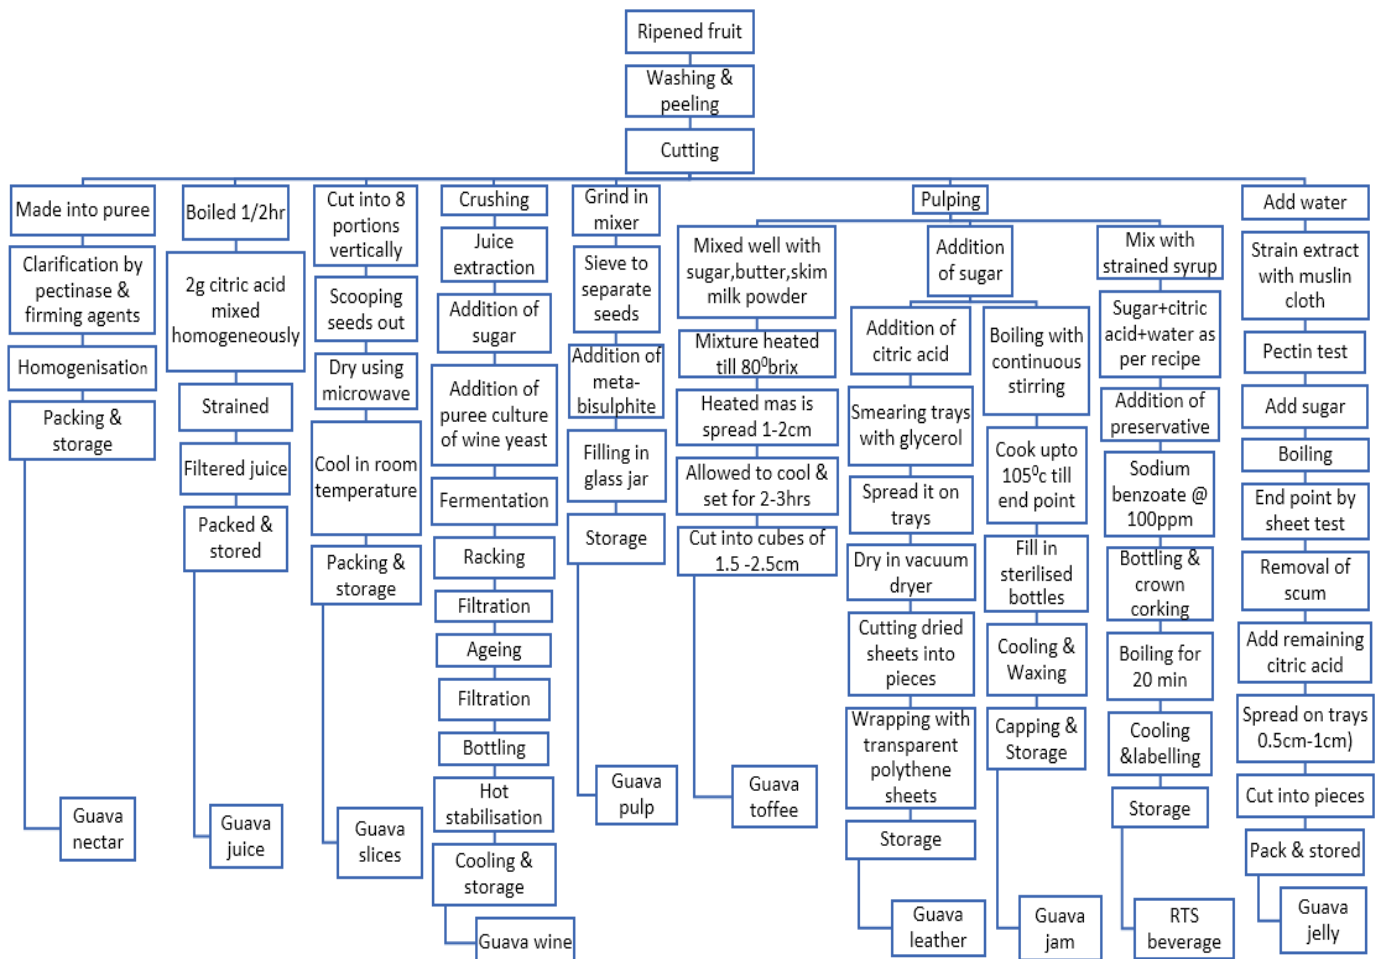 Ripened fruit
Washing &
peeling
Cutting
Made into puree
Clarification by
pectinase &
firming agents
Homogenisation
Packing &
storage
Guava
nectar
Boiled 1/2hr
2g citric acid
mixed
homogeneously
Strained
Filtered juice
Packed &
stored
Guava
juice
Cut into 8
portions
vertically
Scooping
seeds out
Dry using
microwave
Cool in room
temperature
Packing &
storage
Guava
slices
Crushing
Juice
extraction
Addition of
sugar
Addition of
puree culture
of wine yeast
Fermentation
Racking
Filtration
Ageing
Filtration
Bottling
Hot
stabilisation
Cooling &
storage
Guava wine
Grind in
mixer
Sieve to
separate
seeds
Addition of
meta-
bisulphite
Filling in
glass jar
Storage
Guava
pulp
Pulping
Mixed well with
sugar,butter,skim
milk powder
Mixture heated
till 80⁰brix
Heated mas is
spread 1-2cm
Allowed to cool &
set for 2-3hrs
Cut into cubes of
1.5 -2.5cm
Guava
toffee
Addition
of sugar
Addition of
citric acid
Smearing trays
with glycerol
Spread it on
trays
Dry in vacuum
dryer
Cutting dried
sheets into
pieces
Wrapping with
transparent
polythene
sheets
Storage
Guava
leather
Boiling with
continuous
stirring
Cook upto
105⁰c till
end point
Fill in
sterilised
bottles
Cooling &
Waxing
Capping &
Storage
Guava
jam
Mix with
strained syrup
Sugar+citric
acid+water as
per recipe
Addition of
preservative
Sodium
benzoate @
100ppm
Bottling &
crown
corking
Boiling for
20 min
Cooling
&labelling
Storage
RTS
beverage
Add water
Strain extract
with muslin
cloth
Pectin test
Add sugar
Boiling
End point by
sheet test
Removal of
scum
Add remaining
citric acid
Spread on trays
0.5cm-1cm)
Cut into pieces
Pack & stored
Guava
jelly